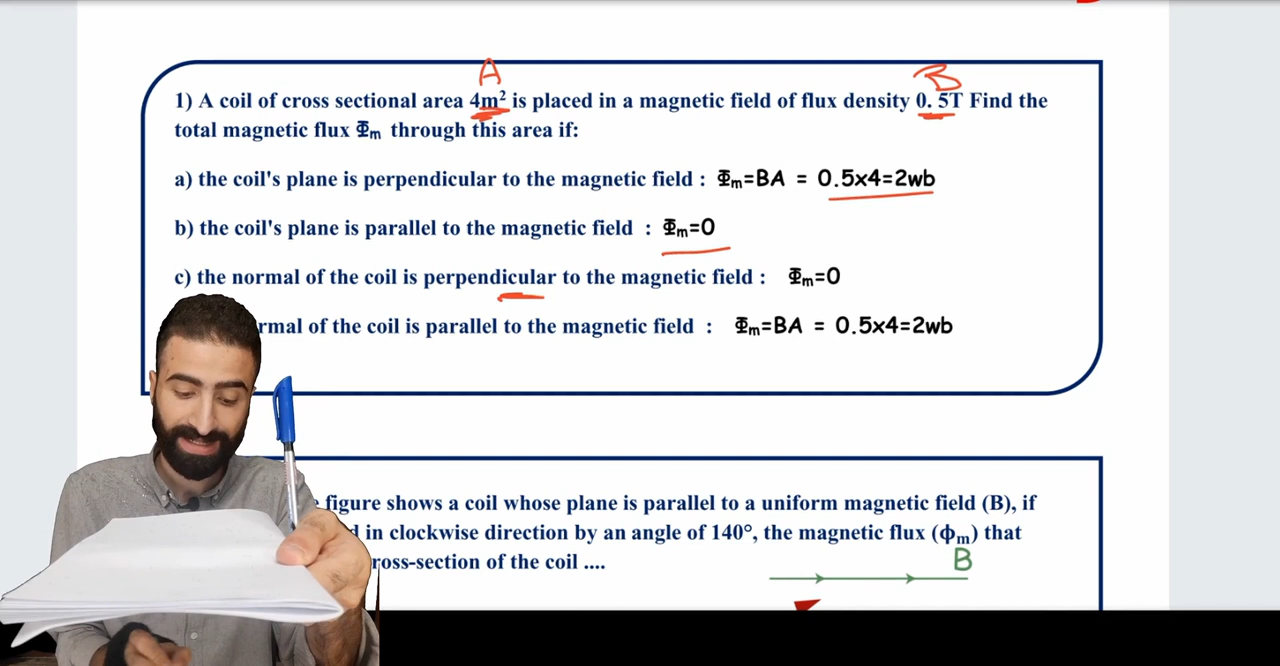 A
B
1) A coil of cross sectional area 4m² is placed in a magnetic field of flux density 0. 5T Find the
total magnetic flux Φm through this area if:
a) the coil's plane is perpendicular to the magnetic field : Φm=BA = 0.5x4=2wb
b) the coil's plane is parallel to the magnetic field : Φm=0
c) the normal of the coil is perpendicular to the magnetic field : Φm=0
of the coil is parallel to the magnetic field : Φm=BA = 0.5x4=2wb
figure shows a coil whose plane is parallel to a uniform magnetic field (B), if
in clockwise direction by an angle of 140°, the magnetic flux (ϕm) that
of the coil ....
B